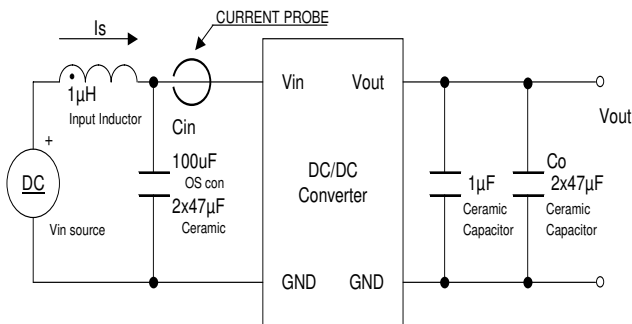 Is
CURRENT PROBE
1µH
Input Inductor
Cin
+
DC
Vin source
100uF
OS con
2x47µF
Ceramic
Vin
Vout
DC/DC
Converter
GND
GND
1µF
Ceramic
Capacitor
Co
2x47µF
Ceramic
Capacitor
Vout